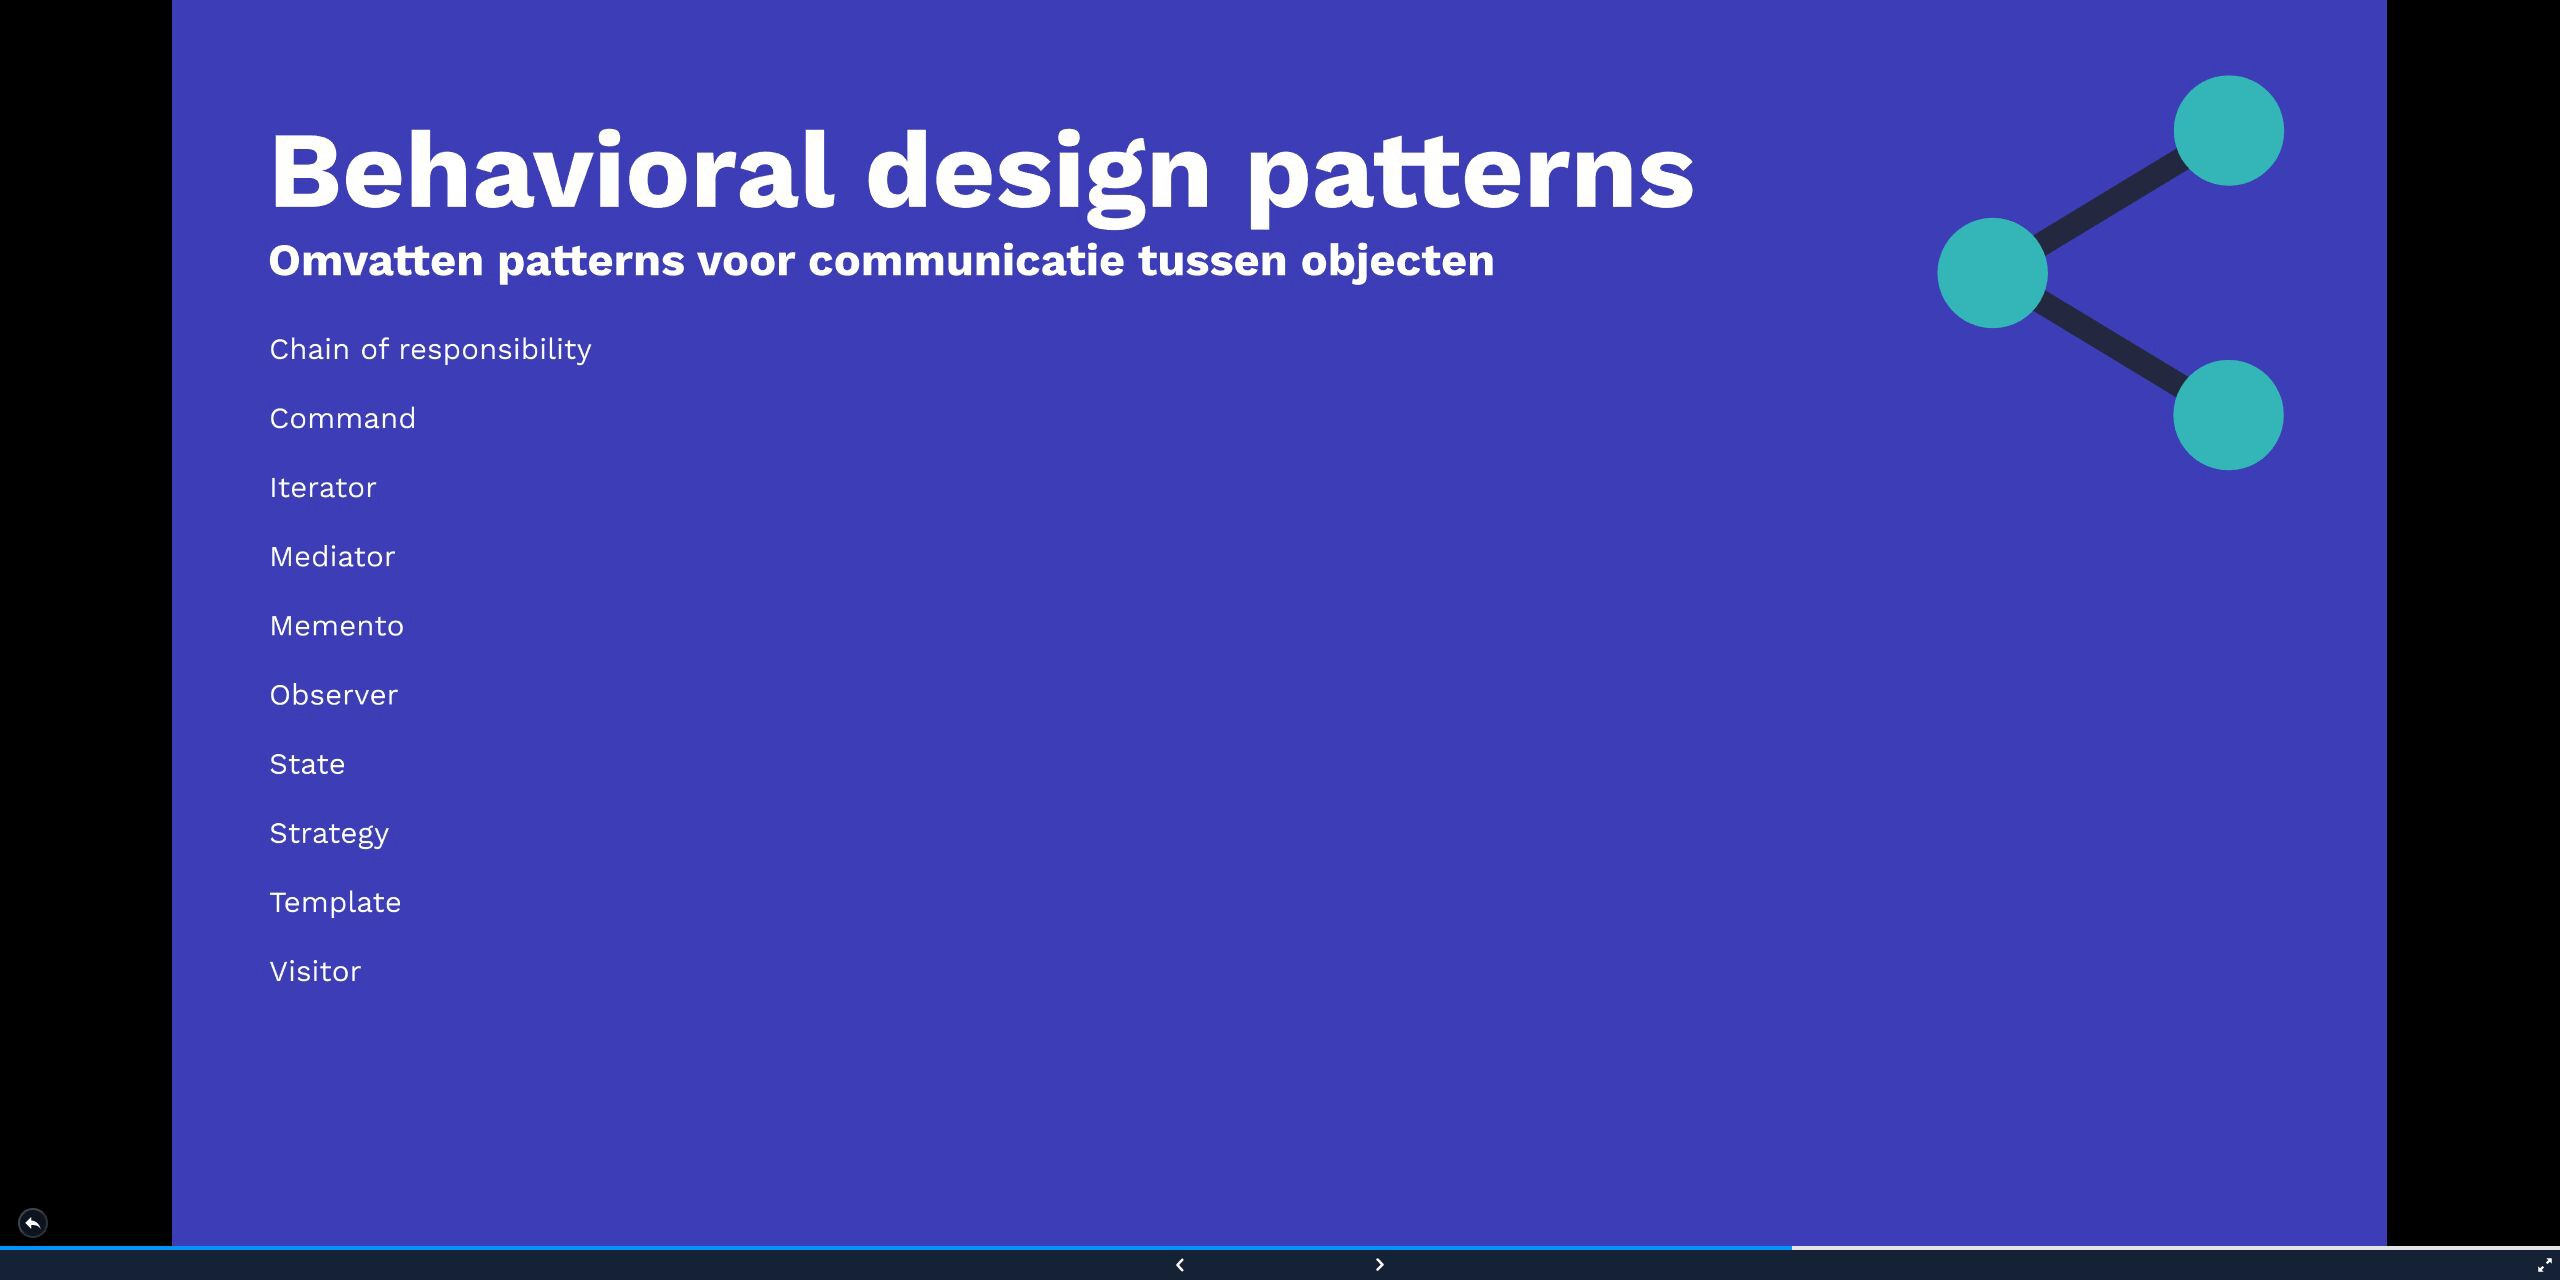 Behavioral design patterns
Omvatten patterns voor communicatie tussen objecten
Chain of responsibility
Command
Iterator
Mediator
Memento
Observer
State
Strategy
Template
Visitor